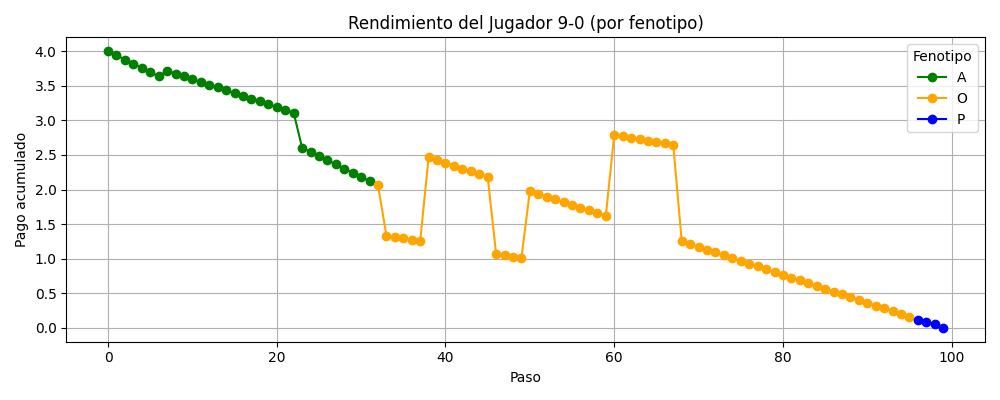 Rendimiento del Jugador 9-0 (por fenotipo)
Pago acumulado
4.0
3.5
3.0
2.5
2.0
1.5
1.0
0.5
0.0
Fenotipo
A
O
P
0
20
40
60
80
100
Paso